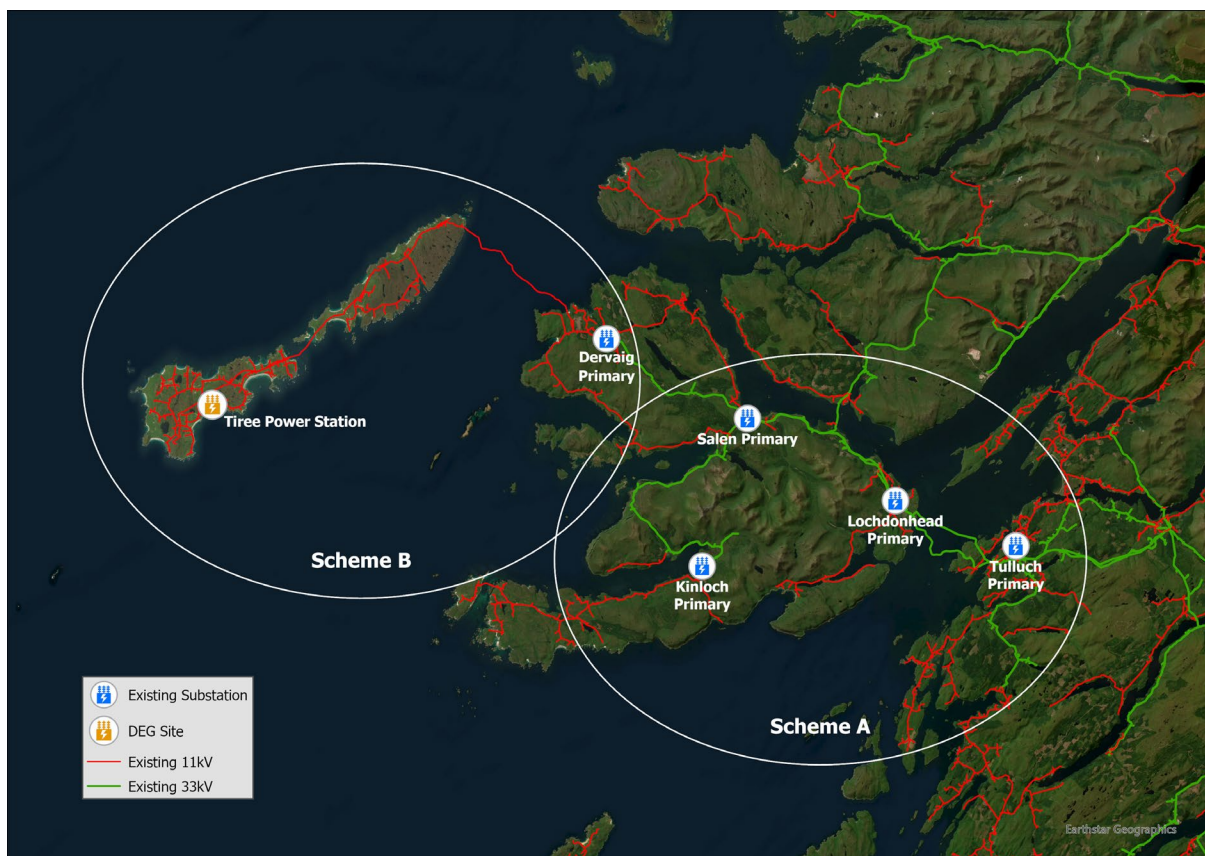 Dervaig
Primary
Tiree Power Station
Salen Primary
Lochdonhead
Primary
Scheme B
Tulluch
Primary
Kinloch
Primary
Existing Substation
DEG Site
Existing 11kV
Existing 33kV
Scheme A
Earthstar Geographics